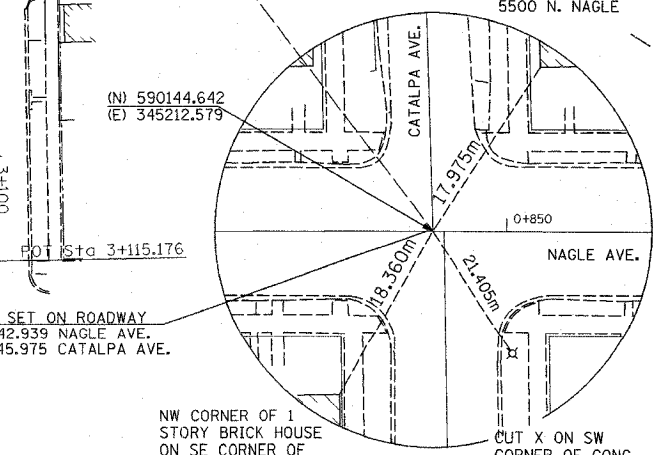 5500 N. NAGLE
CATALPA AVE.
(N) 590144.642
(E) 345212.579
17.975m
3+100
0+850
POT Sta 3+115.176
NAGLE AVE.
18.360m
21.405m
SET ON ROADWAY
42.939 NAGLE AVE.
45.975 CATALPA AVE.
NW CORNER OF 1
STORY BRICK HOUSE
ON SE CORNER OF
CUT X ON SW
CORNER OF CONC